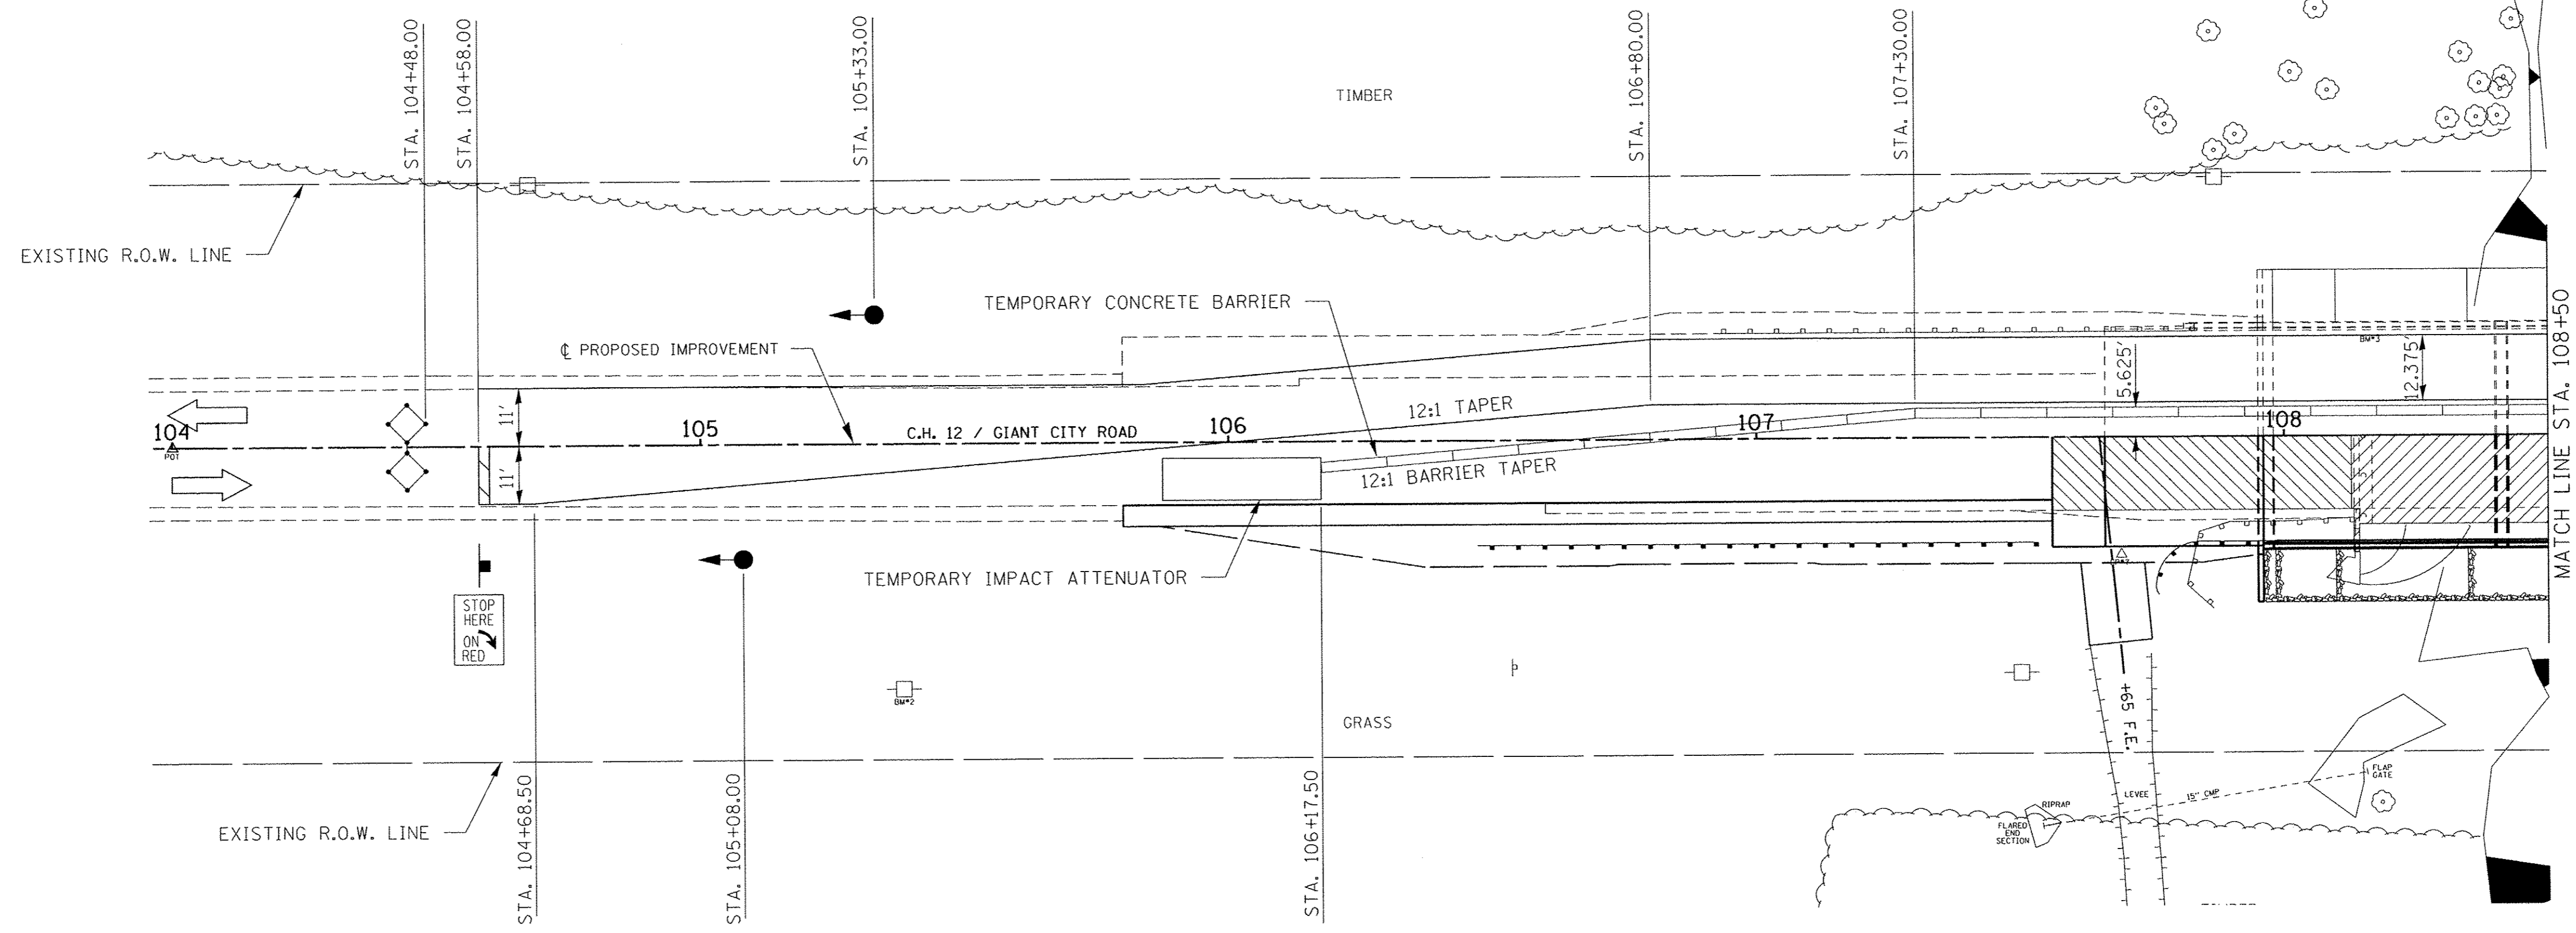 STA. 104+48.00
STA. 104+58.00
STA. 105+33.00
STA. 106+80.00
STA. 107+30.00
TIMBER
EXISTING R.O.W. LINE
TEMPORARY CONCRETE BARRIER
℄ PROPOSED IMPROVEMENT
MATCH LINE STA. 108+50
BM#3
5.625'
12.375'
11'
12:1 TAPER
104
105
106
107
108
C.H. 12 / GIANT CITY ROAD
POT
11'
12:1 BARRIER TAPER
TEMPORARY IMPACT ATTENUATOR
STOP
HERE
ON
RED
BM#2
GRASS
+65 F.E.
EXISTING R.O.W. LINE
STA. 104+68.50
STA. 105+08.00
STA. 106+17.50
FLAP
GATE
LEVEE
15" CMP
RIPRAP
FLARED
END
SECTION